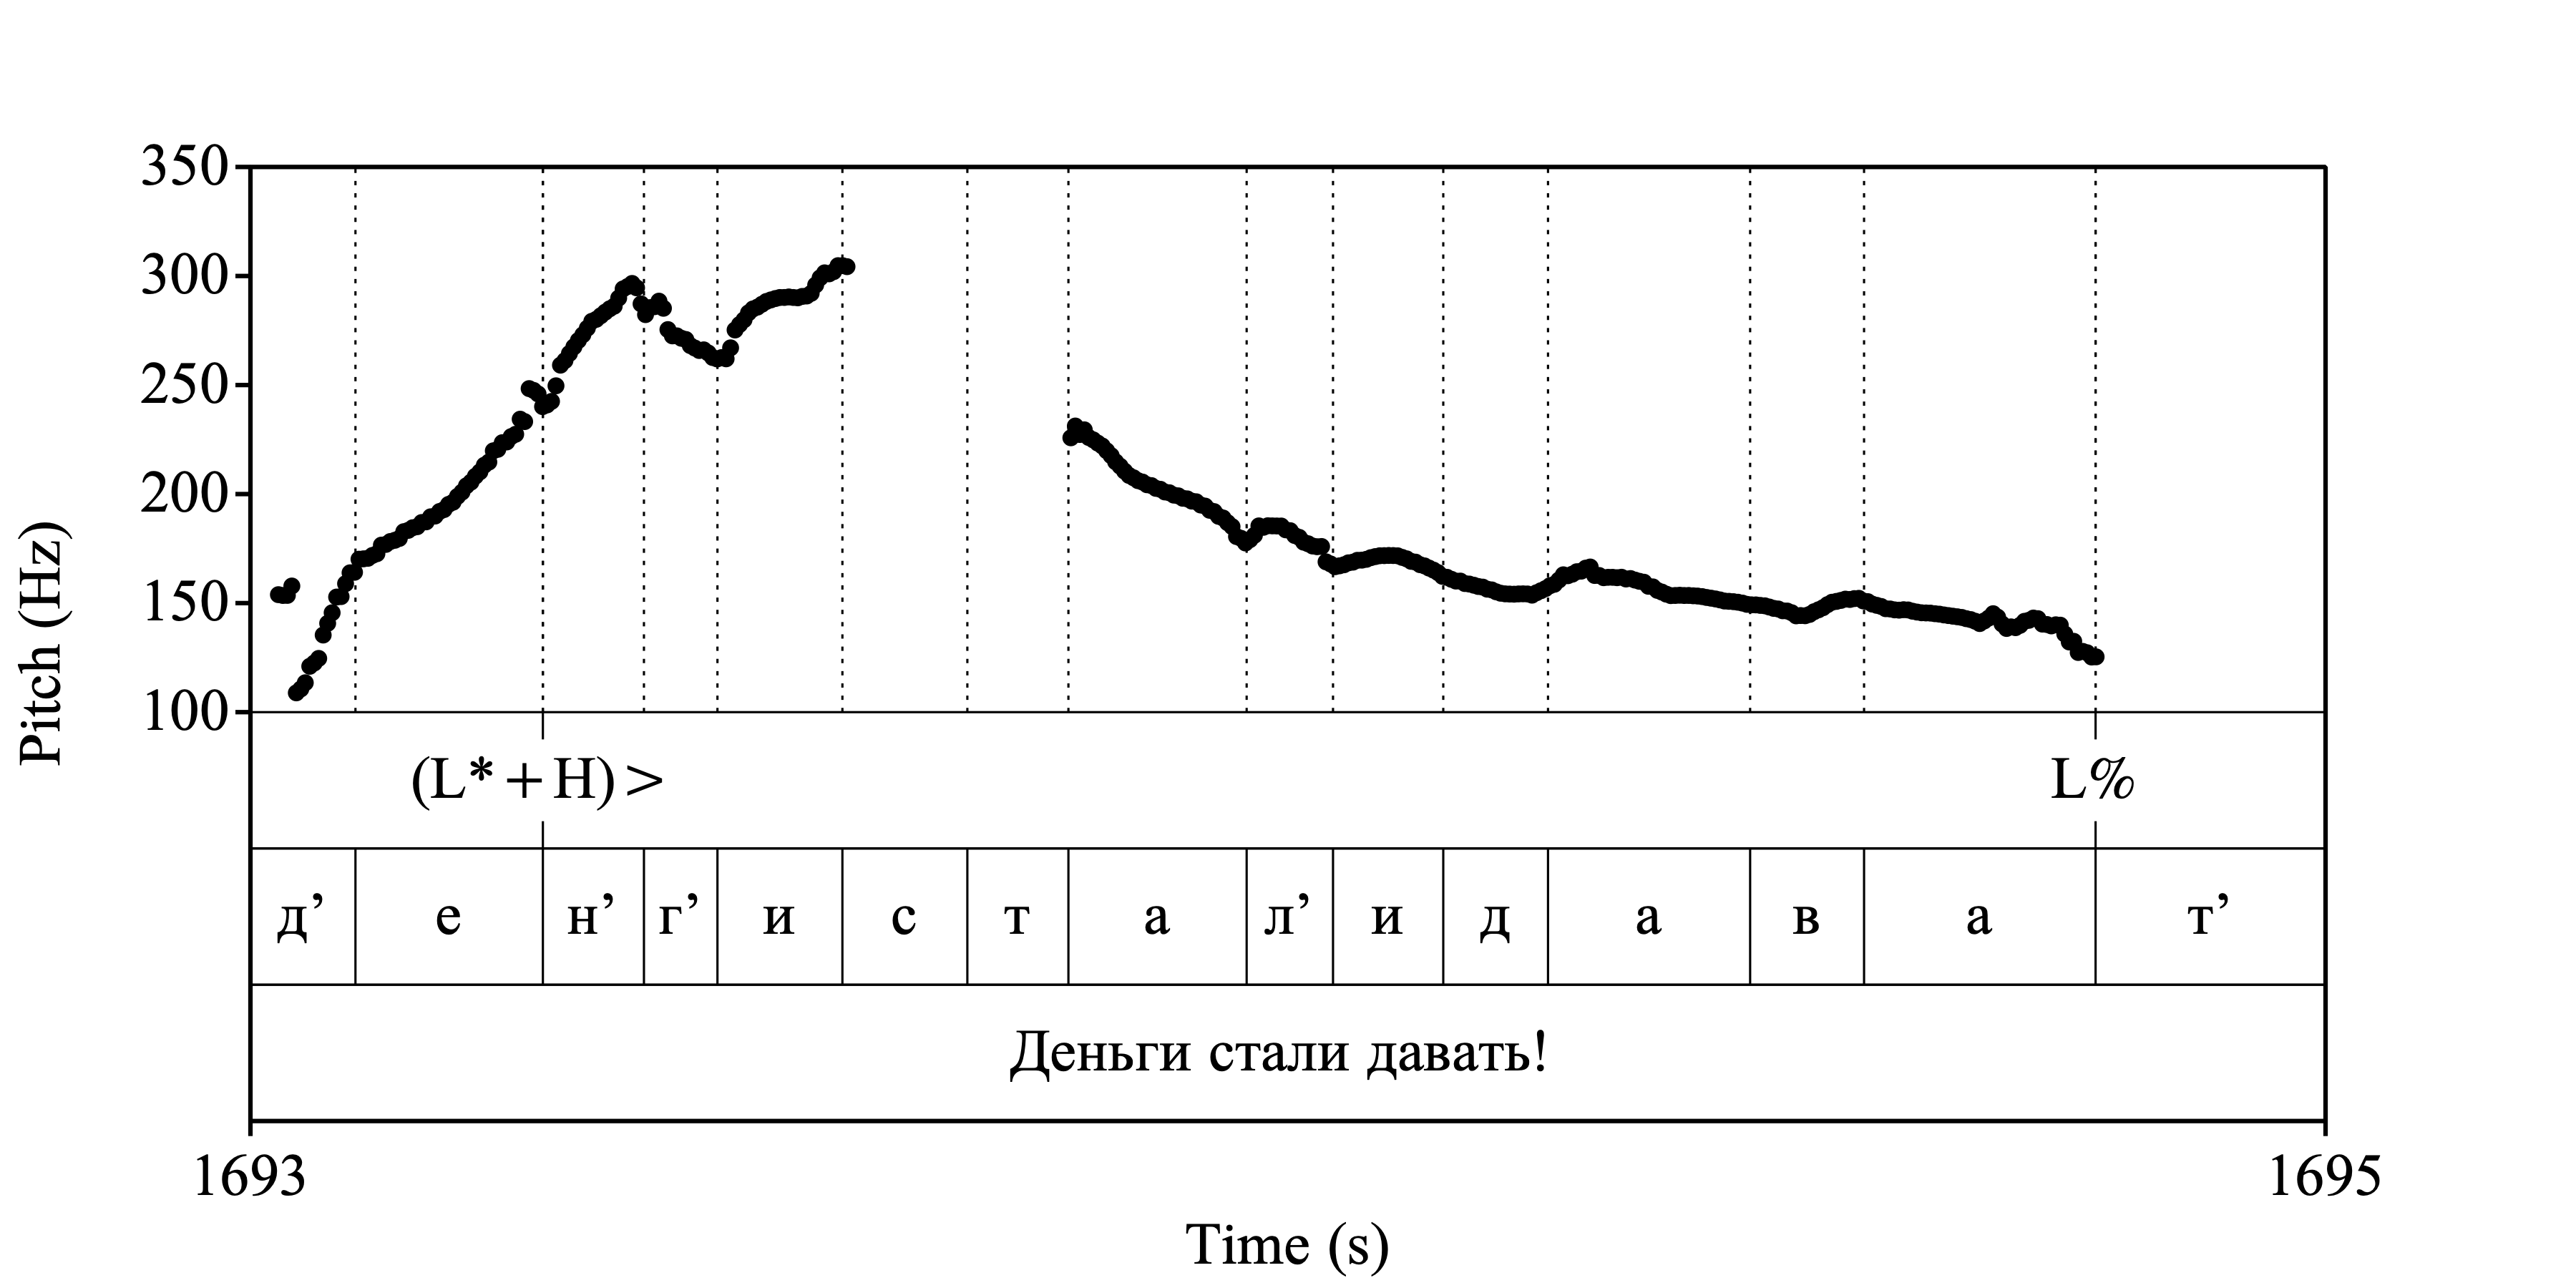 350
300
250
200
150
100
Pitch (Hz)
(L*+H)> L%
д’ е н’ г’ и с т а л’ и д а в а т’
Деньги стали давать!
1693 1695
Time (s)